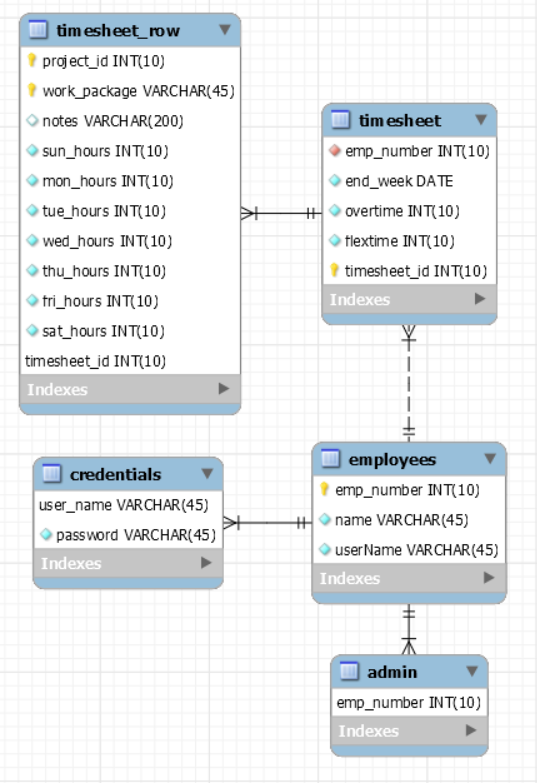 timesheet_row
project_id INT(10)
work_package VARCHAR(45)
notes VARCHAR(200)
sun_hours INT(10)
mon_hours INT(10)
tue_hours INT(10)
wed_hours INT(10)
thu_hours INT(10)
fri_hours INT(10)
sat_hours INT(10)
timesheet_id INT(10)
Indexes
timesheet
emp_number INT(10)
end_week DATE
overtime INT(10)
flextime INT(10)
timesheet_id INT(10)
Indexes
credentials
user_name VARCHAR(45)
password VARCHAR(45)
Indexes
employees
emp_number INT(10)
name VARCHAR(45)
userName VARCHAR(45)
Indexes
admin
emp_number INT(10)
Indexes